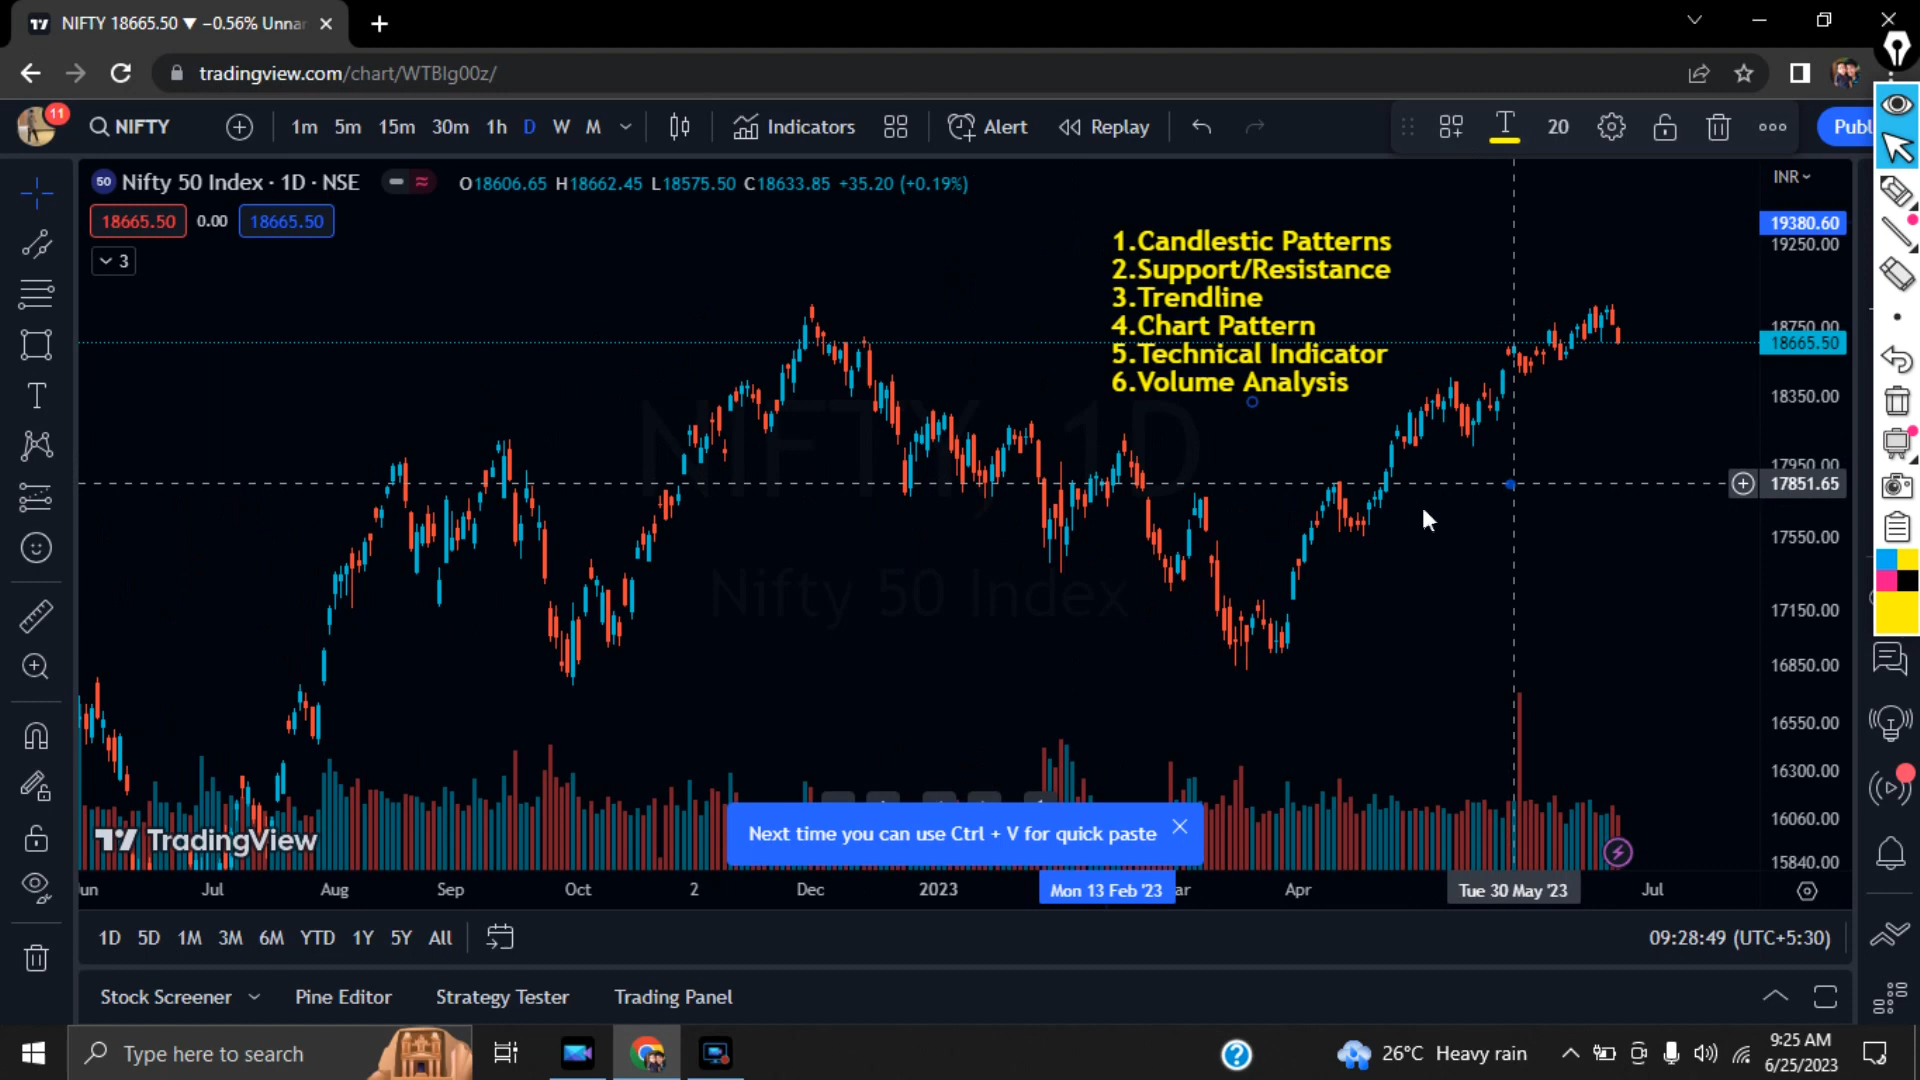 NIFTY 18665.50 ▼ −0.56% Unnar
tradingview.com/chart/WTBIg00z/
11
NIFTY
1m 5m 15m 30m 1h D W M
Indicators
Alert
Replay
T
20
Publ
50 Nifty 50 Index · 1D · NSE
O18606.65 H18662.45 L18575.50 C18633.85 +35.20 (+0.19%)
INR
18665.50 0.00 18665.50
3
1.Candlestic Patterns
2.Support/Resistance
3.Trendline
4.Chart Pattern
5.Technical Indicator
6.Volume Analysis
NIFTY, 1D
Nifty 50 Index
19380.60
19250.00
18750.00
18665.50
18350.00
17950.00
17851.65
17550.00
17150.00
16850.00
16550.00
16300.00
16060.00
15840.00
TradingView
Next time you can use Ctrl + V for quick paste
un Jul Aug Sep Oct 2 Dec 2023 Mon 13 Feb '23 ar Apr Tue 30 May '23 Jul
1D 5D 1M 3M 6M YTD 1Y 5Y All
09:28:49 (UTC+5:30)
Stock Screener Pine Editor Strategy Tester Trading Panel
Type here to search
26°C Heavy rain
9:25 AM
6/25/2023